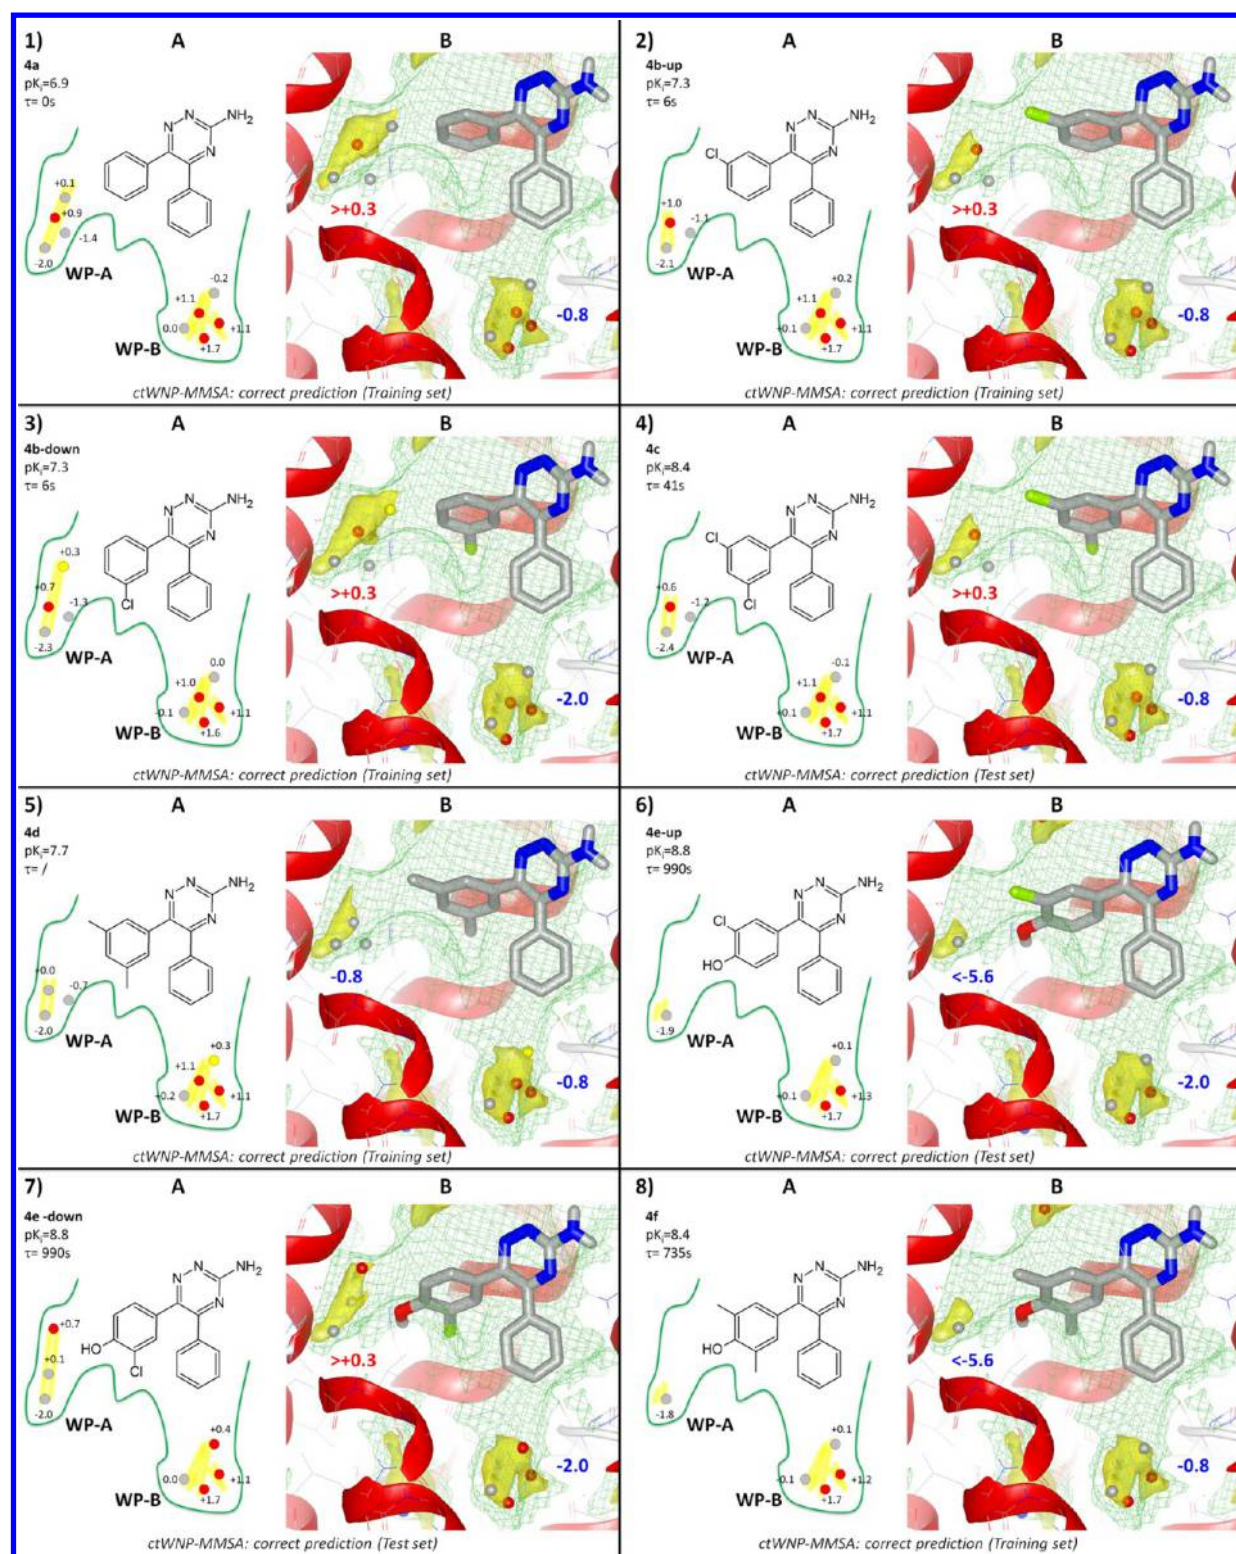 1) A B
4a
pKi=6.9
τ= 0s
N N NH2
N
+0.1
+0.9
-1.4
-2.0
WP-A
-0.2
+1.1
0.0
+1.1
+1.7
WP-B
>+0.3
-0.8
ctWNP-MMSA: correct prediction (Training set)
2) A B
4b-up
pKi=7.3
τ= 6s
N N NH2
Cl N
+1.0
-1.1
-2.1
WP-A
+0.2
+1.1
+0.1
+1.1
+1.7
WP-B
>+0.3
-0.8
ctWNP-MMSA: correct prediction (Training set)
3) A B
4b-down
pKi=7.3
τ= 6s
N N NH2
N
Cl
+0.3
+0.7
-1.3
-2.3
WP-A
0.0
+1.0
-0.1
+1.1
+1.6
WP-B
>+0.3
-2.0
ctWNP-MMSA: correct prediction (Training set)
4) A B
4c
pKi=8.4
τ= 41s
N N NH2
Cl N
Cl
+0.6
-1.2
-2.4
WP-A
-0.1
+1.1
+0.1
+1.1
+1.7
WP-B
>+0.3
-0.8
ctWNP-MMSA: correct prediction (Test set)
5) A B
4d
pKi=7.7
τ= /
N N NH2
N
+0.0
-0.7
-2.0
WP-A
+0.3
+1.1
+0.2
+1.1
+1.7
WP-B
-0.8
-0.8
ctWNP-MMSA: correct prediction (Training set)
6) A B
4e-up
pKi=8.8
τ= 990s
N N NH2
Cl N
HO
-1.9
WP-A
+0.1
+0.1
+1.3
+1.7
WP-B
<-5.6
-2.0
ctWNP-MMSA: correct prediction (Test set)
7) A B
4e -down
pKi=8.8
τ= 990s
N N NH2
N
HO
Cl
+0.7
+0.1
-2.0
WP-A
+0.4
0.0
+1.1
+1.7
WP-B
>+0.3
-2.0
ctWNP-MMSA: correct prediction (Test set)
8) A B
4f
pKi=8.4
τ= 735s
N N NH2
N
HO
-1.8
WP-A
+0.1
-0.1
+1.2
+1.7
WP-B
<-5.6
-0.8
ctWNP-MMSA: correct prediction (Training set)